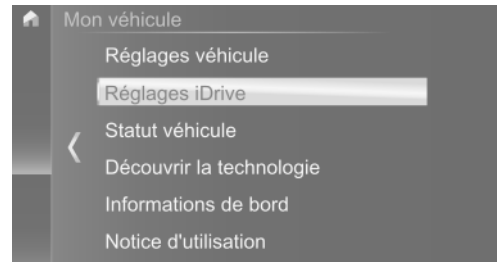 Mon véhicule
Réglages véhicule
Réglages iDrive
Statut véhicule
Découvrir la technologie
Informations de bord
Notice d'utilisation